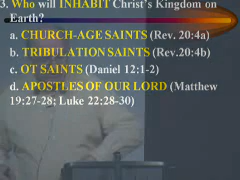 3. Who will INHABIT Christ's Kingdom on
Earth?
a. CHURCH-AGE SAINTS (Rev. 20:4a)
b. TRIBULATION SAINTS (Rev. 20:4b)
c. OT SAINTS (Daniel 12:1-2)
d. APOSTLES OF OUR LORD (Matthew
19:27-28; Luke 22:28-30)